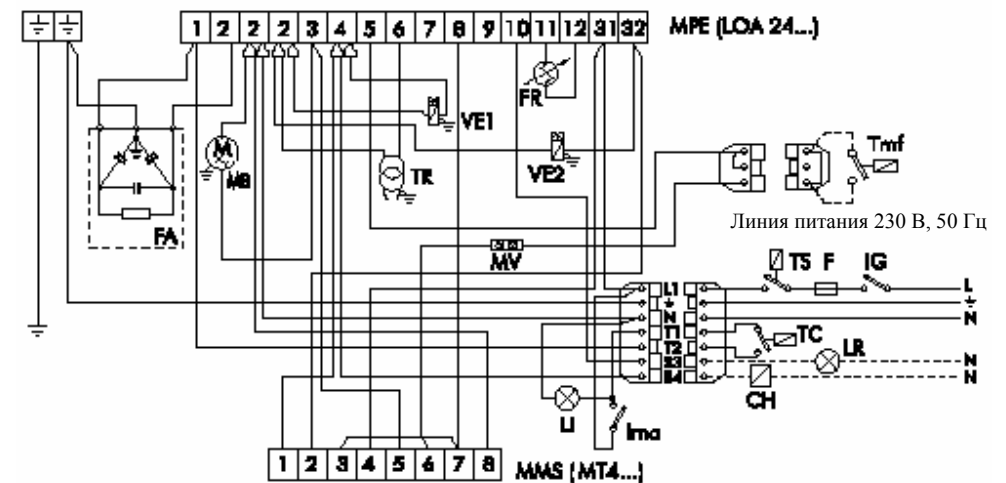 1 2 2 2 3 4 5 6 7 8 9 10 11 12 31 32 MPE (LOA 24...)
FR
VE1
Tmf
M
MB
TR
VE2
Линия питания 230 В, 50 Гц
FA
MV
TS F IG
L1 L
N N
T1
TC
T2
LR
S3 N
B4 N
CH
LI
Ima
1 2 3 4 5 6 7 8 MMS (MT4...)